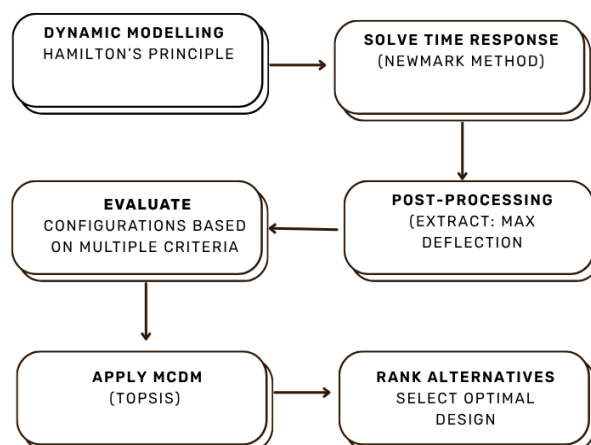 DYNAMIC MODELLING
HAMILTON'S PRINCIPLE
SOLVE TIME RESPONSE
(NEWMARK METHOD)
POST-PROCESSING
(EXTRACT: MAX
DEFLECTION
EVALUATE
CONFIGURATIONS BASED
ON MULTIPLE CRITERIA
APPLY MCDM
(TOPSIS)
RANK ALTERNATIVES
SELECT OPTIMAL
DESIGN